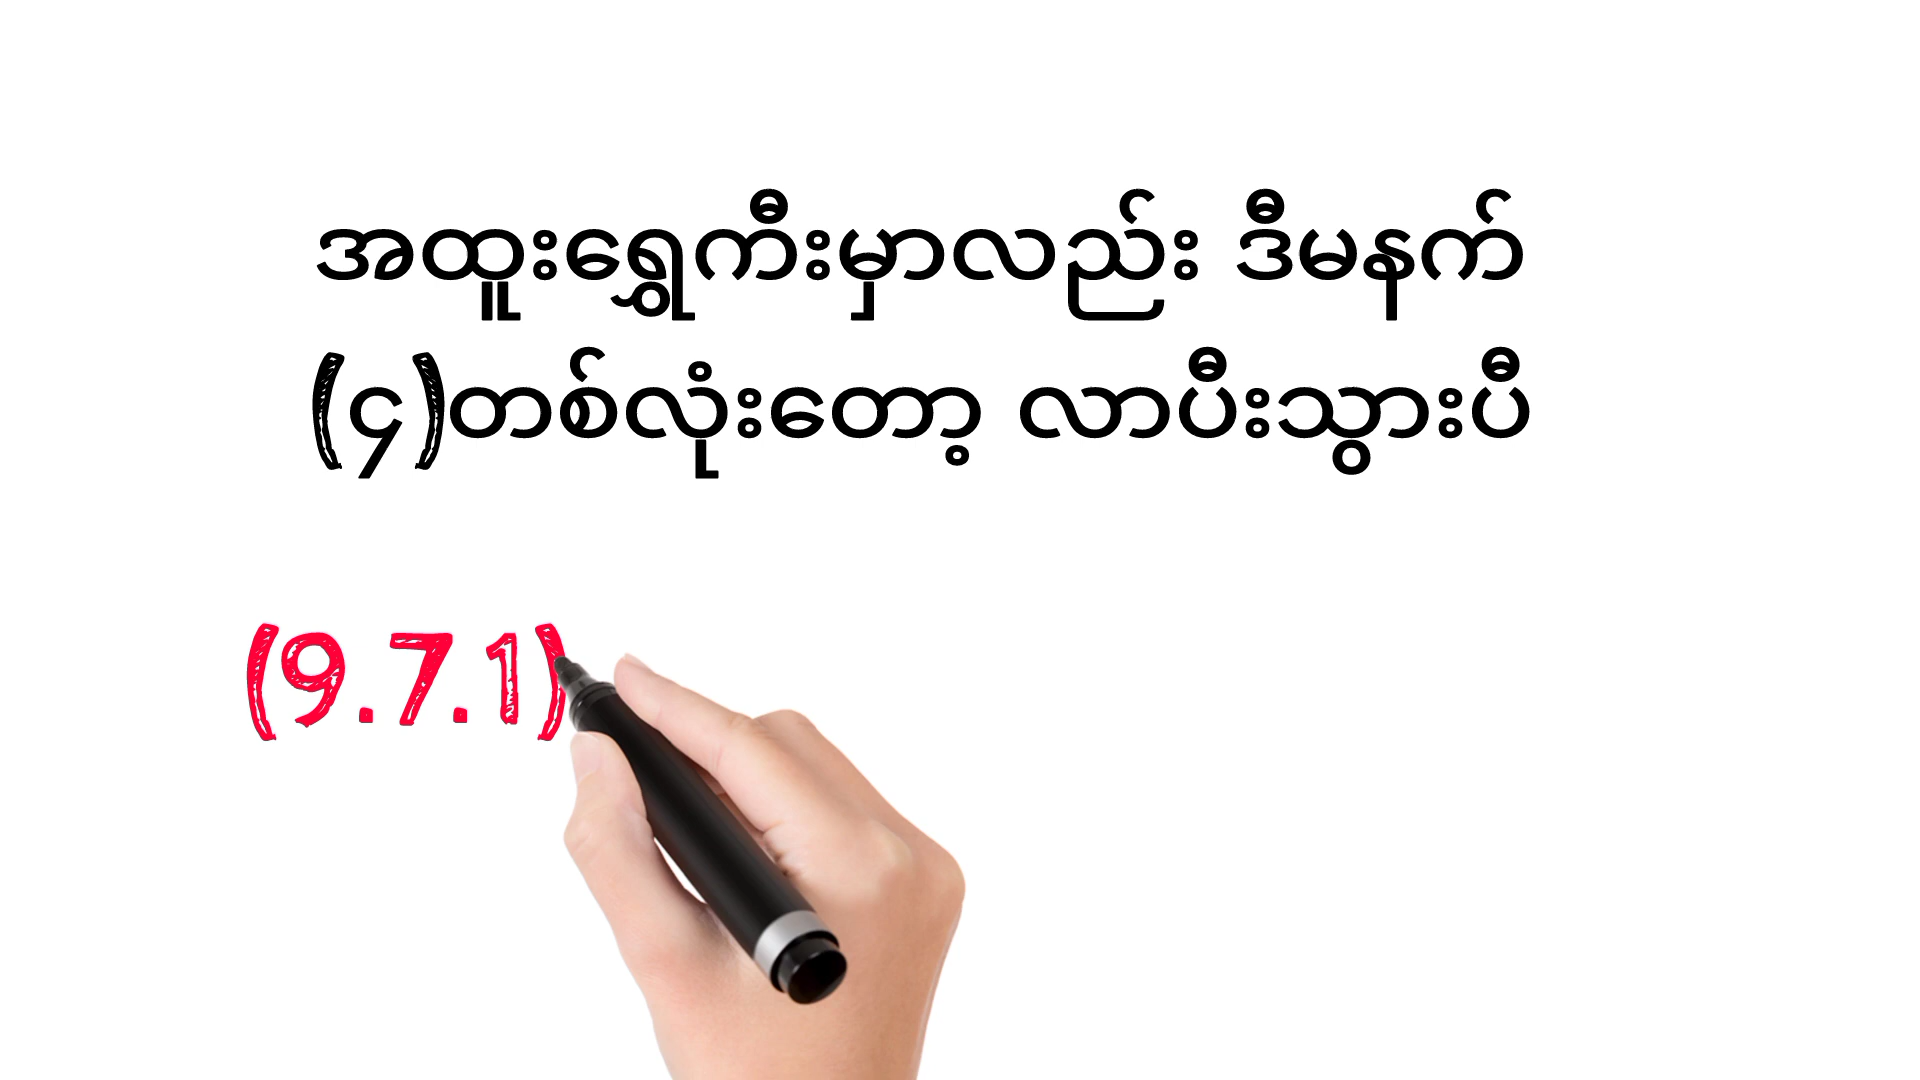 အထူးရွှေကီးမှာလည်း ဒီမနက်
(၄)တစ်လုံးတော့ လာပီးသွားပီ
(9.7.1)